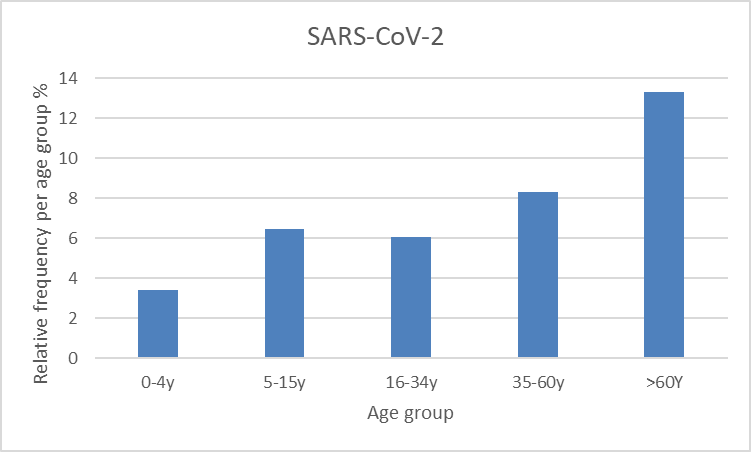 SARS-CoV-2
Relative frequency per age group %
14
12
10
8
6
4
2
0
0-4y 5-15y 16-34y 35-60y >60Y
Age group